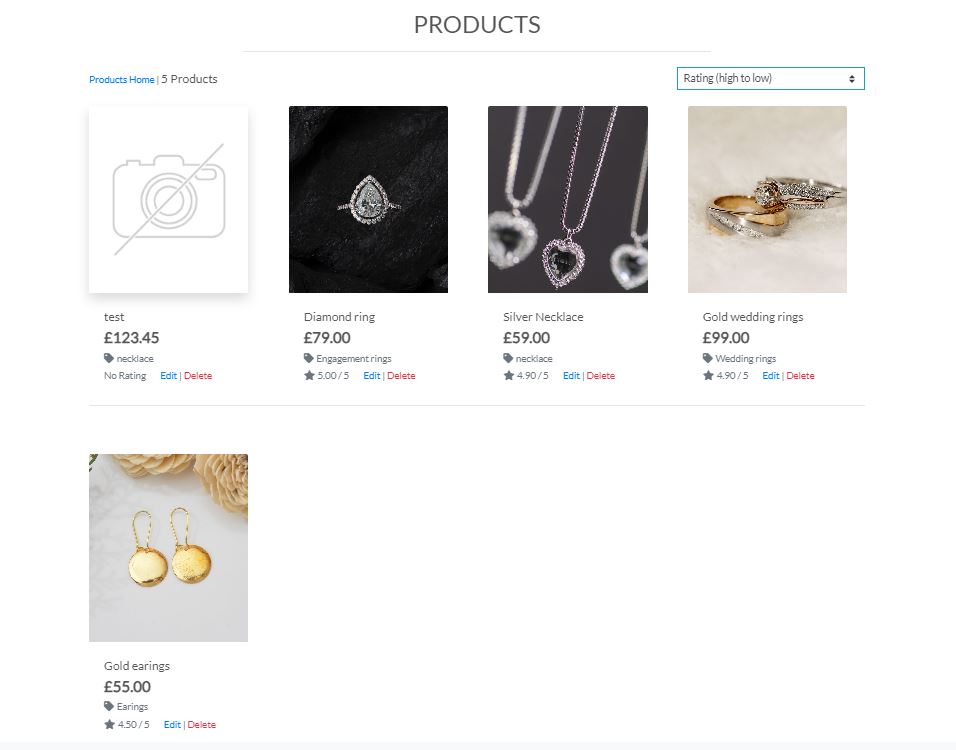 PRODUCTS
Products Home | 5 Products
Rating (high to low)
test
£123.45
necklace
No Rating Edit | Delete
Diamond ring
£79.00
Engagement rings
5.00 / 5 Edit | Delete
Silver Necklace
£59.00
necklace
4.90 / 5 Edit | Delete
Gold wedding rings
£99.00
Wedding rings
4.90 / 5 Edit | Delete
Gold earings
£55.00
Earings
4.50 / 5 Edit | Delete